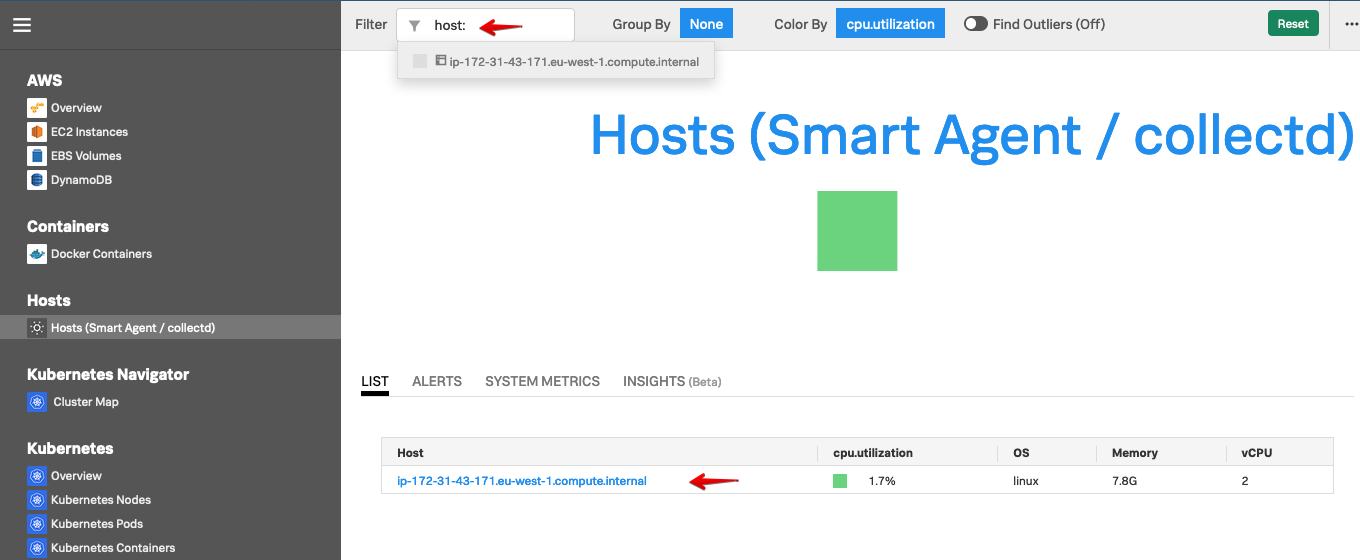 Filter host: Group By None Color By cpu.utilization Find Outliers (Off) Reset
ip-172-31-43-171.eu-west-1.compute.internal
AWS
Overview
EC2 Instances
EBS Volumes
DynamoDB
Containers
Docker Containers
Hosts
Hosts (Smart Agent / collectd)
Kubernetes Navigator
Cluster Map
Kubernetes
Overview
Kubernetes Nodes
Kubernetes Pods
Kubernetes Containers
Hosts (Smart Agent / collectd)
LIST ALERTS SYSTEM METRICS INSIGHTS (Beta)
Host cpu.utilization OS Memory vCPU
ip-172-31-43-171.eu-west-1.compute.internal 1.7% linux 7.8G 2